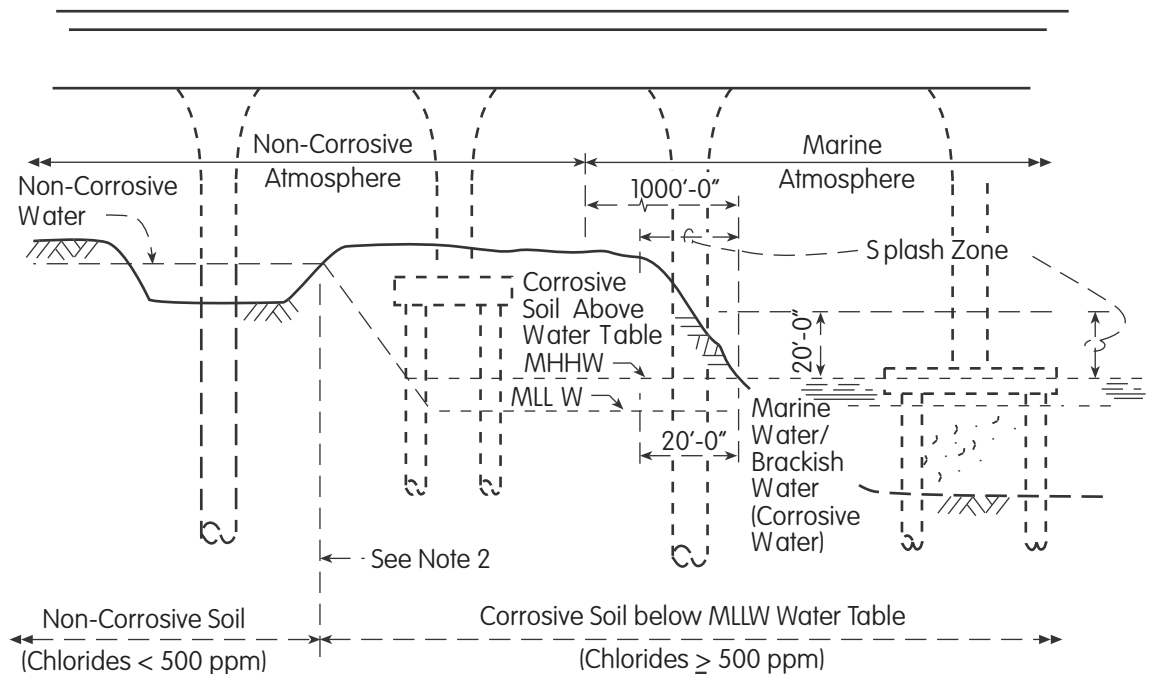 Non-Corrosive
Atmosphere
Marine
Atmosphere
Non-Corrosive
Water
1000’-0”
Splash Zone
Corrosive
Soil Above
Water Table
MHHW
MLLW
20’-0”
20’-0”
Marine
Water/
Brackish
Water
(Corrosive
Water)
See Note 2
Non-Corrosive Soil
(Chlorides < 500 ppm)
Corrosive Soil below MLLW Water Table
(Chlorides ≥ 500 ppm)